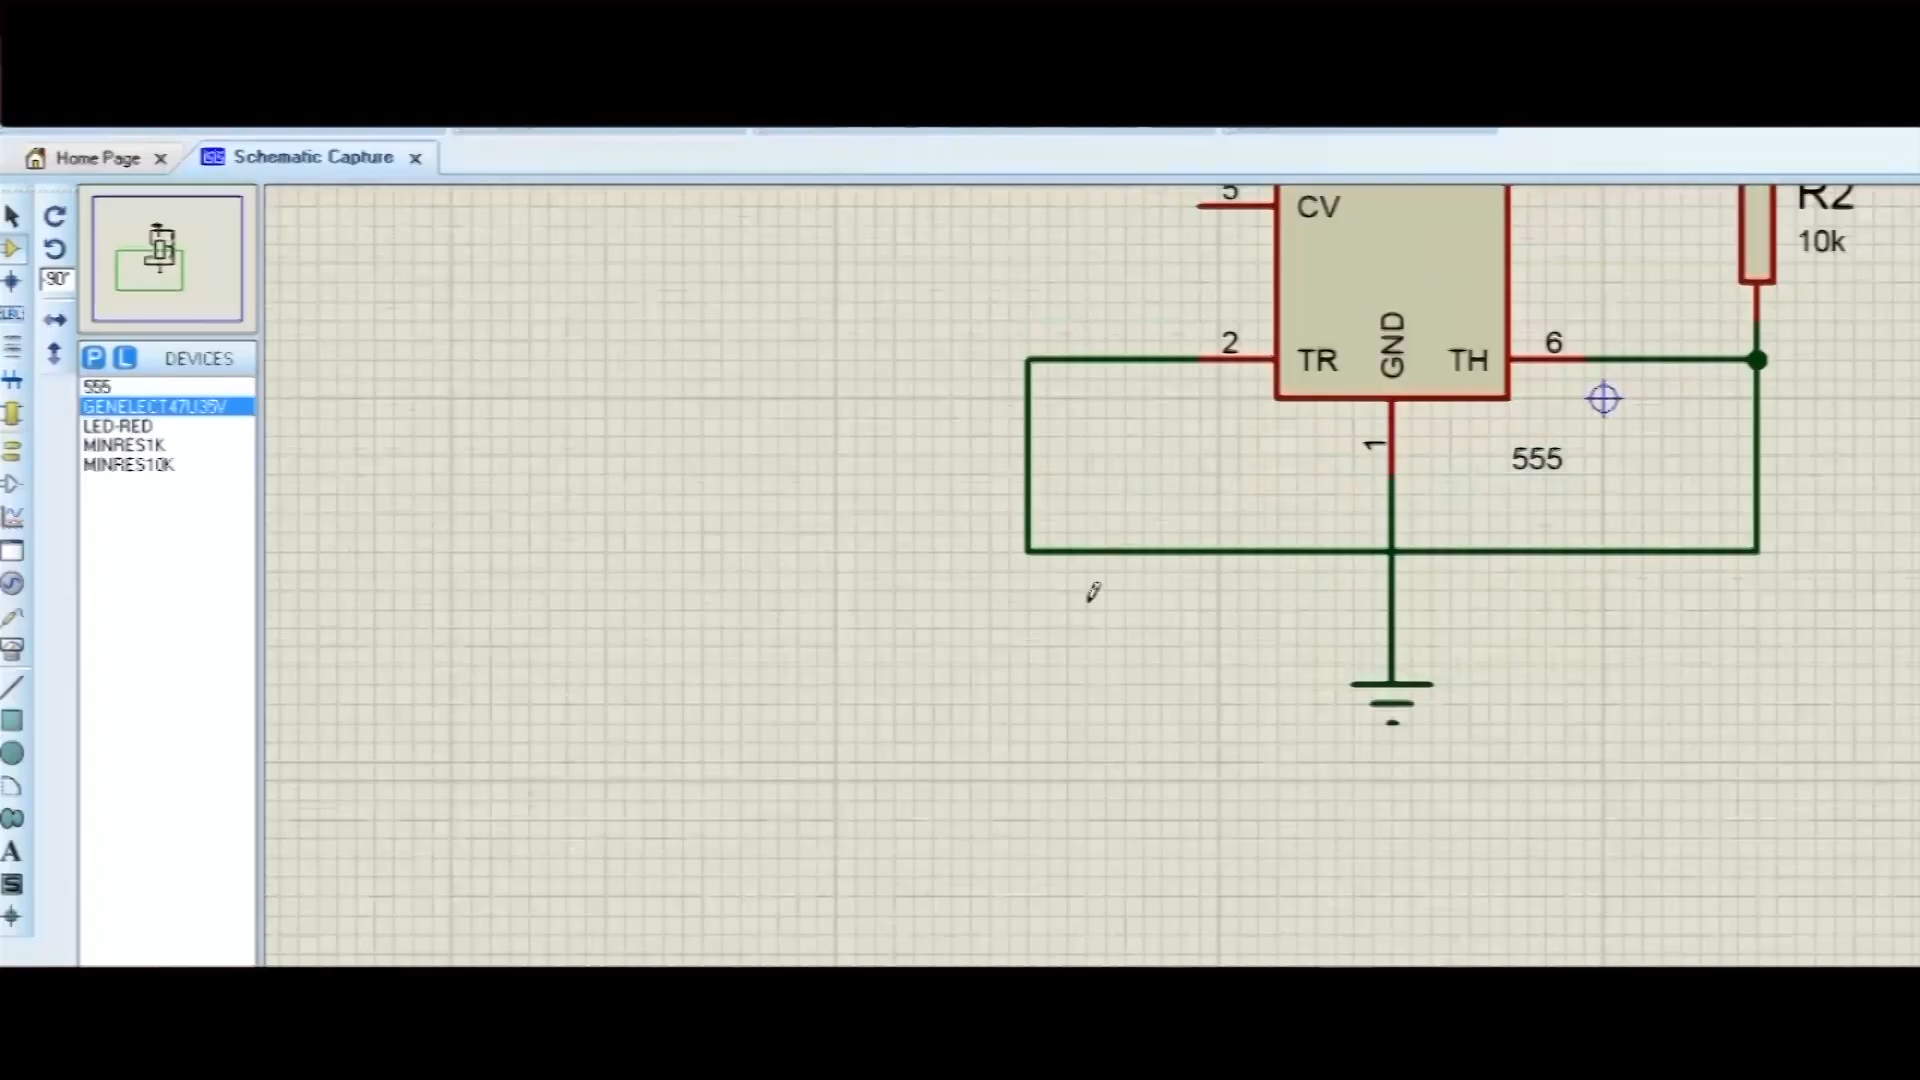 Home Page
Schematic Capture
-90°
LBL
P L DEVICES
555
GENELECT47U35V
LED-RED
MINRES1K
MINRES10K
A
S
5
CV
R2
10k
2
TR
GND
TH
6
1
555